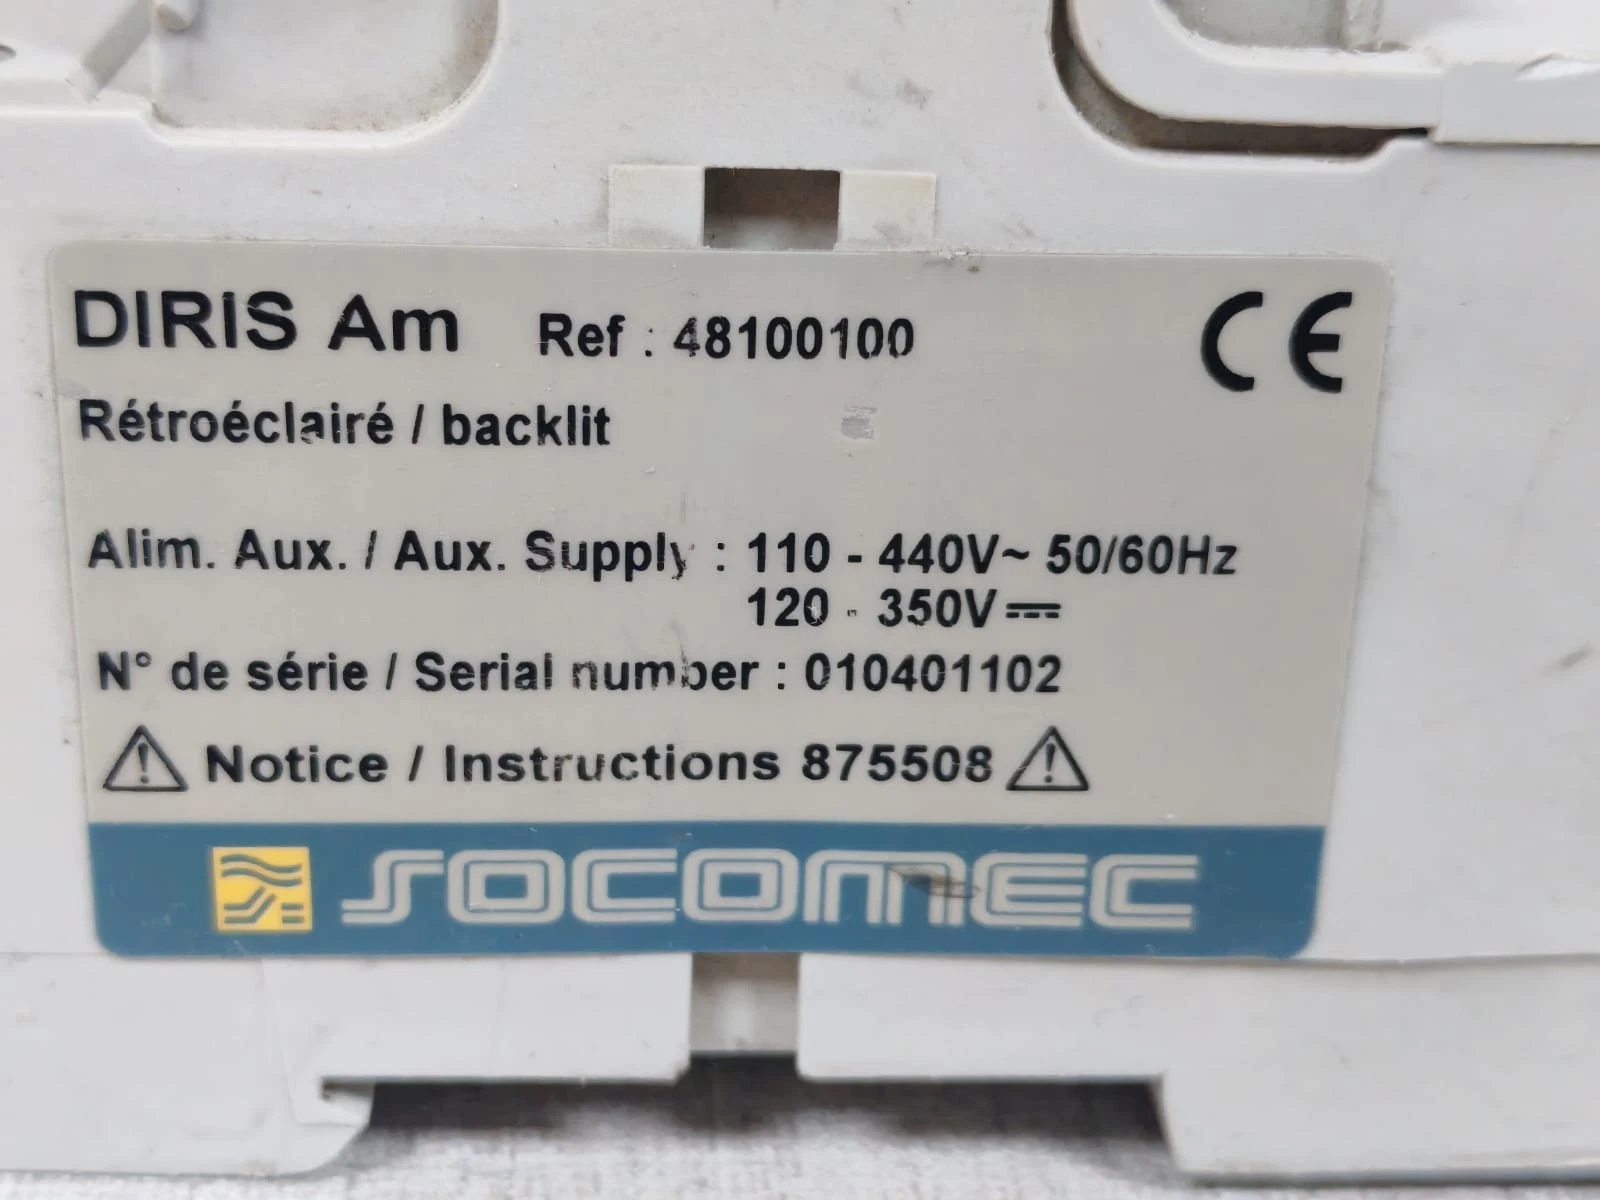 DIRIS Am Ref : 48100100 CE
Rétroéclairé / backlit
Alim. Aux. / Aux. Supply : 110 - 440V~ 50/60Hz
120 - 350V⎓
N° de série / Serial number : 010401102
⚠ Notice / Instructions 875508 ⚠
SOCOMEC